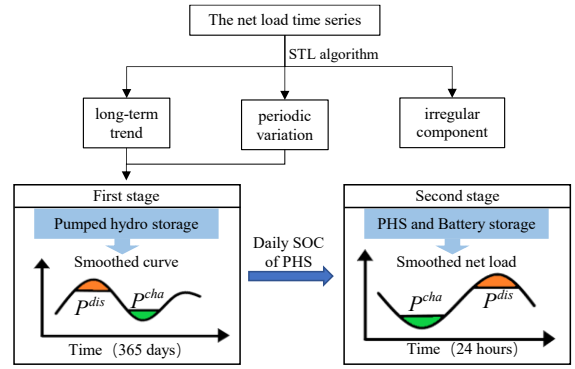 The net load time series
STL algorithm
long-term
trend
periodic
variation
irregular
component
First stage
Pumped hydro storage
Smoothed curve
P^dis
P^cha
Time（365 days）
Daily SOC
of PHS
Second stage
PHS and Battery storage
Smoothed net load
P^cha
P^dis
Time（24 hours）